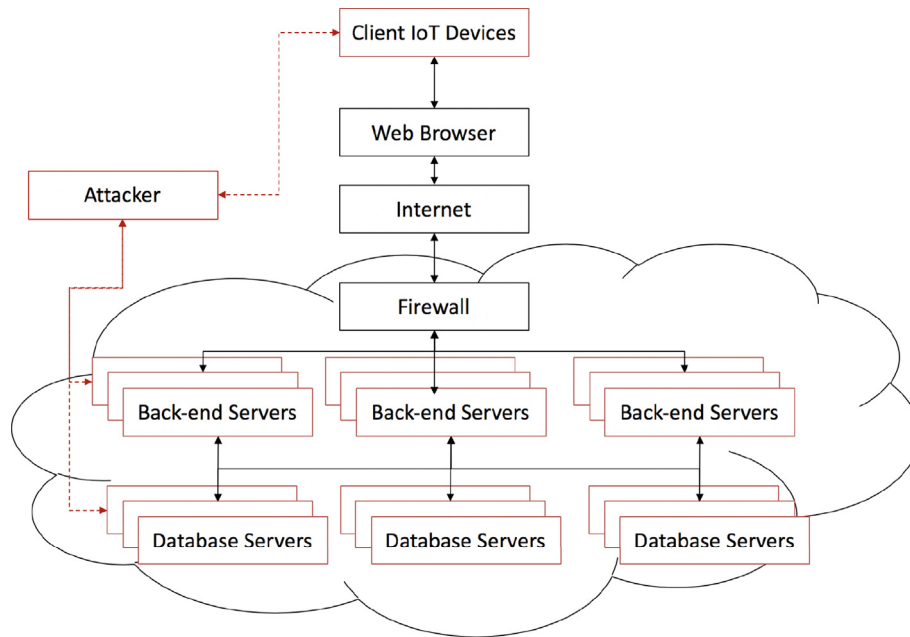 Client IoT Devices
Web Browser
Attacker
Internet
Firewall
Back-end Servers
Back-end Servers
Back-end Servers
Database Servers
Database Servers
Database Servers